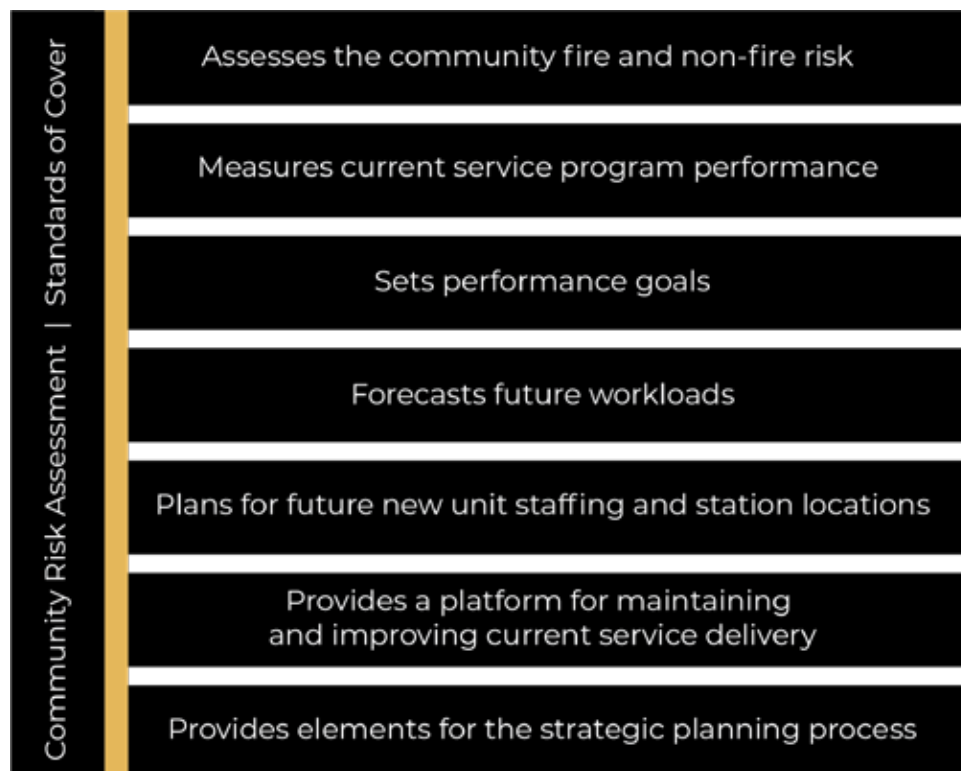 Community Risk Assessment | Standards of Cover
Assesses the community fire and non-fire risk
Measures current service program performance
Sets performance goals
Forecasts future workloads
Plans for future new unit staffing and station locations
Provides a platform for maintaining
and improving current service delivery
Provides elements for the strategic planning process